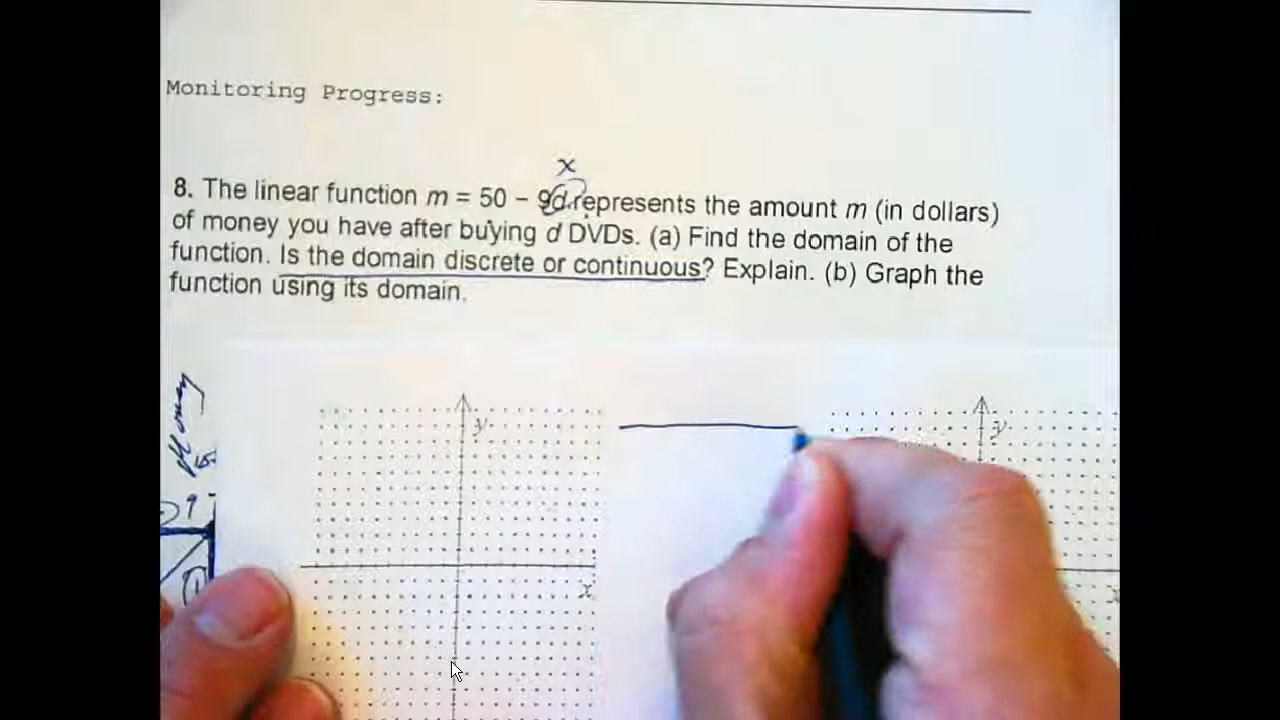 Monitoring Progress:
x
8. The linear function m = 50 − 9d represents the amount m (in dollars)
of money you have after buying d DVDs. (a) Find the domain of the
function. Is the domain discrete or continuous? Explain. (b) Graph the
function using its domain.
Money
y
y
x